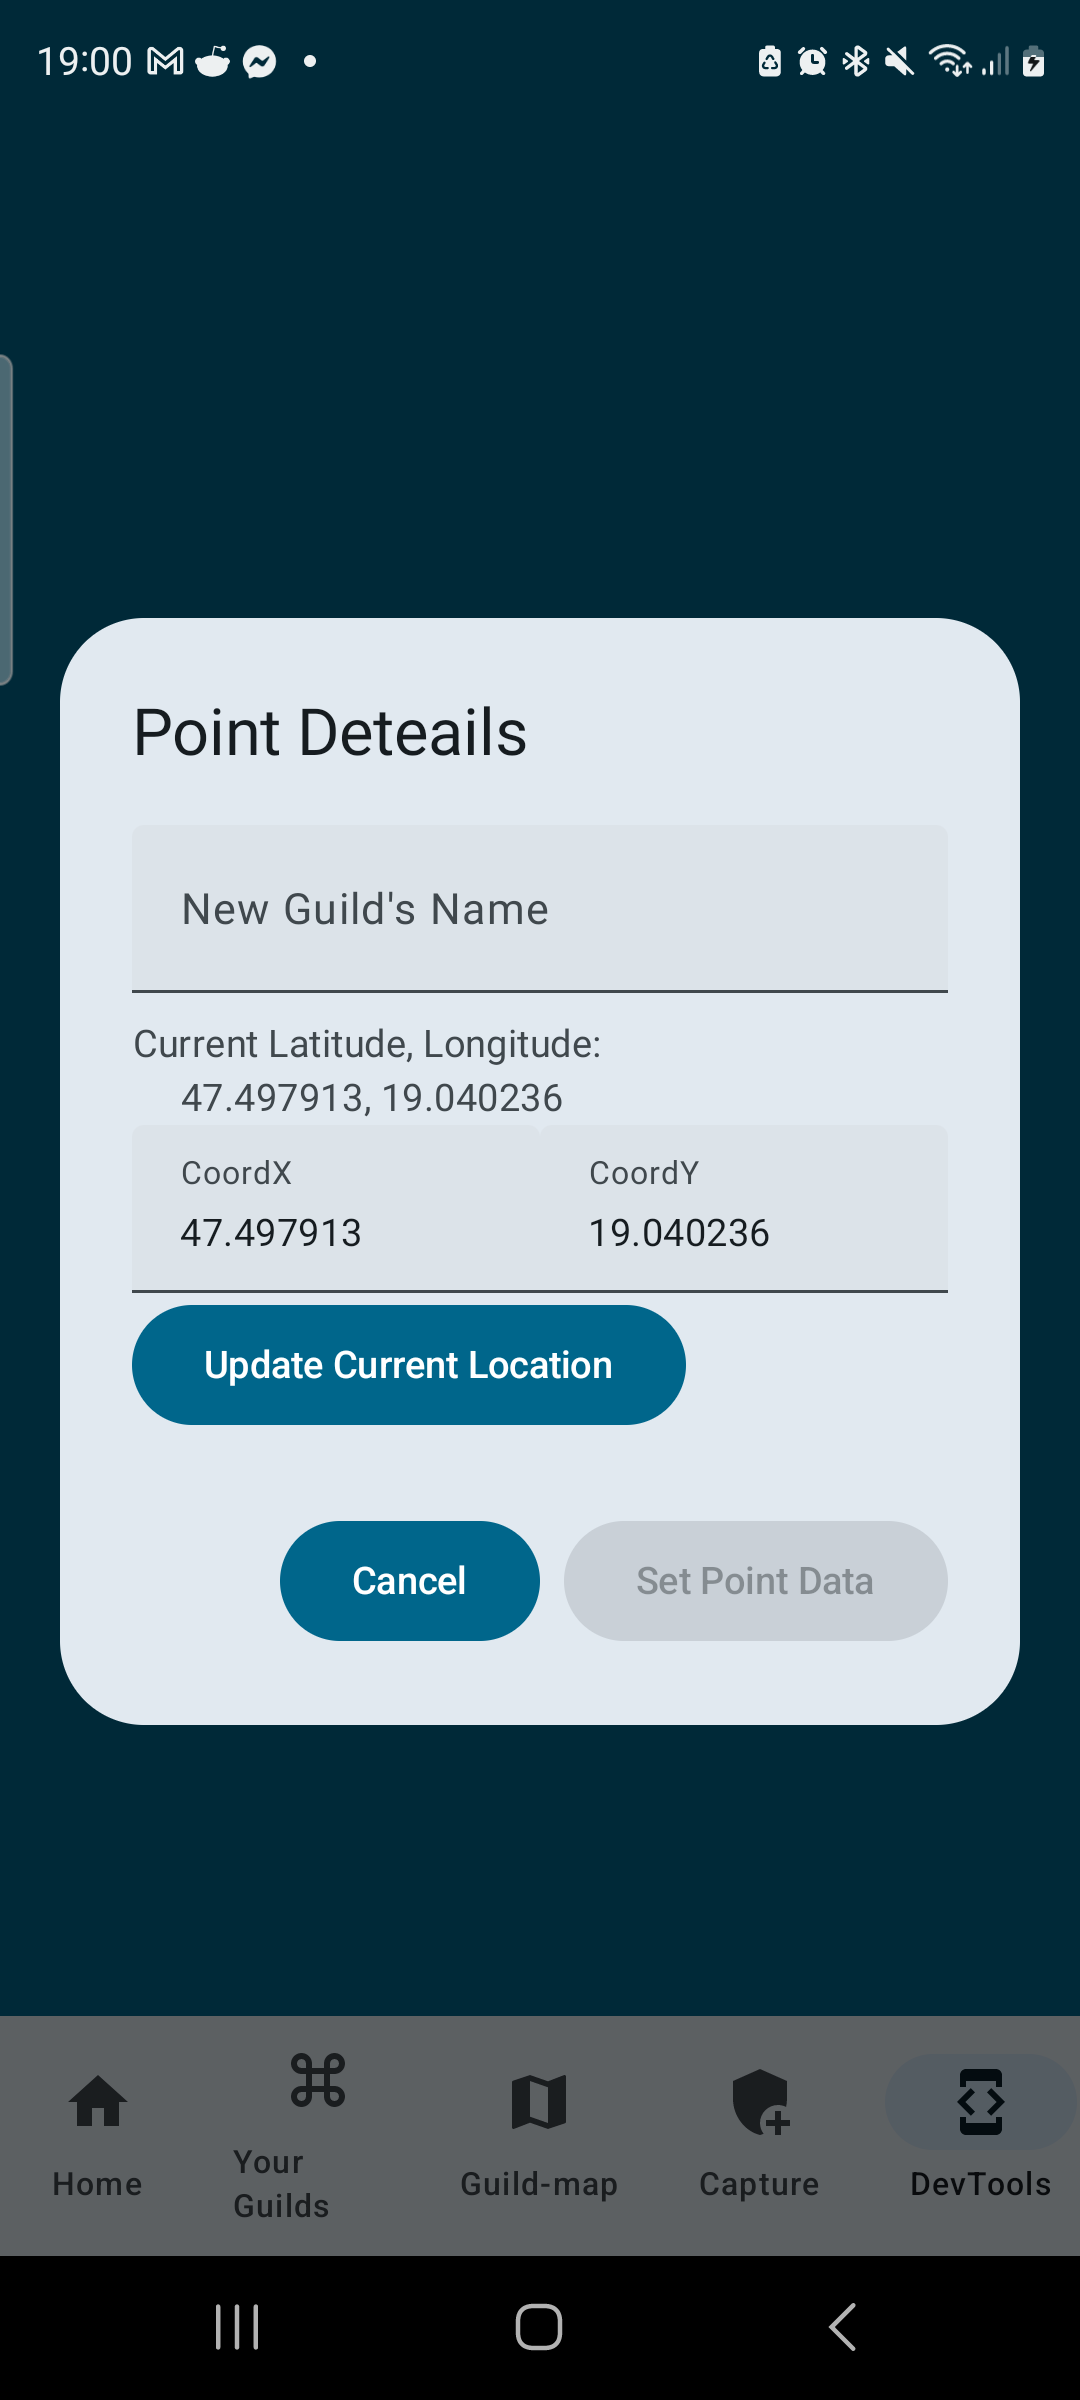 19:00
Point Deteails
New Guild's Name
Current Latitude, Longitude:
47.497913, 19.040236
CoordX CoordY
47.497913 19.040236
Update Current Location
Cancel Set Point Data
Home Your Guilds Guild-map Capture DevTools